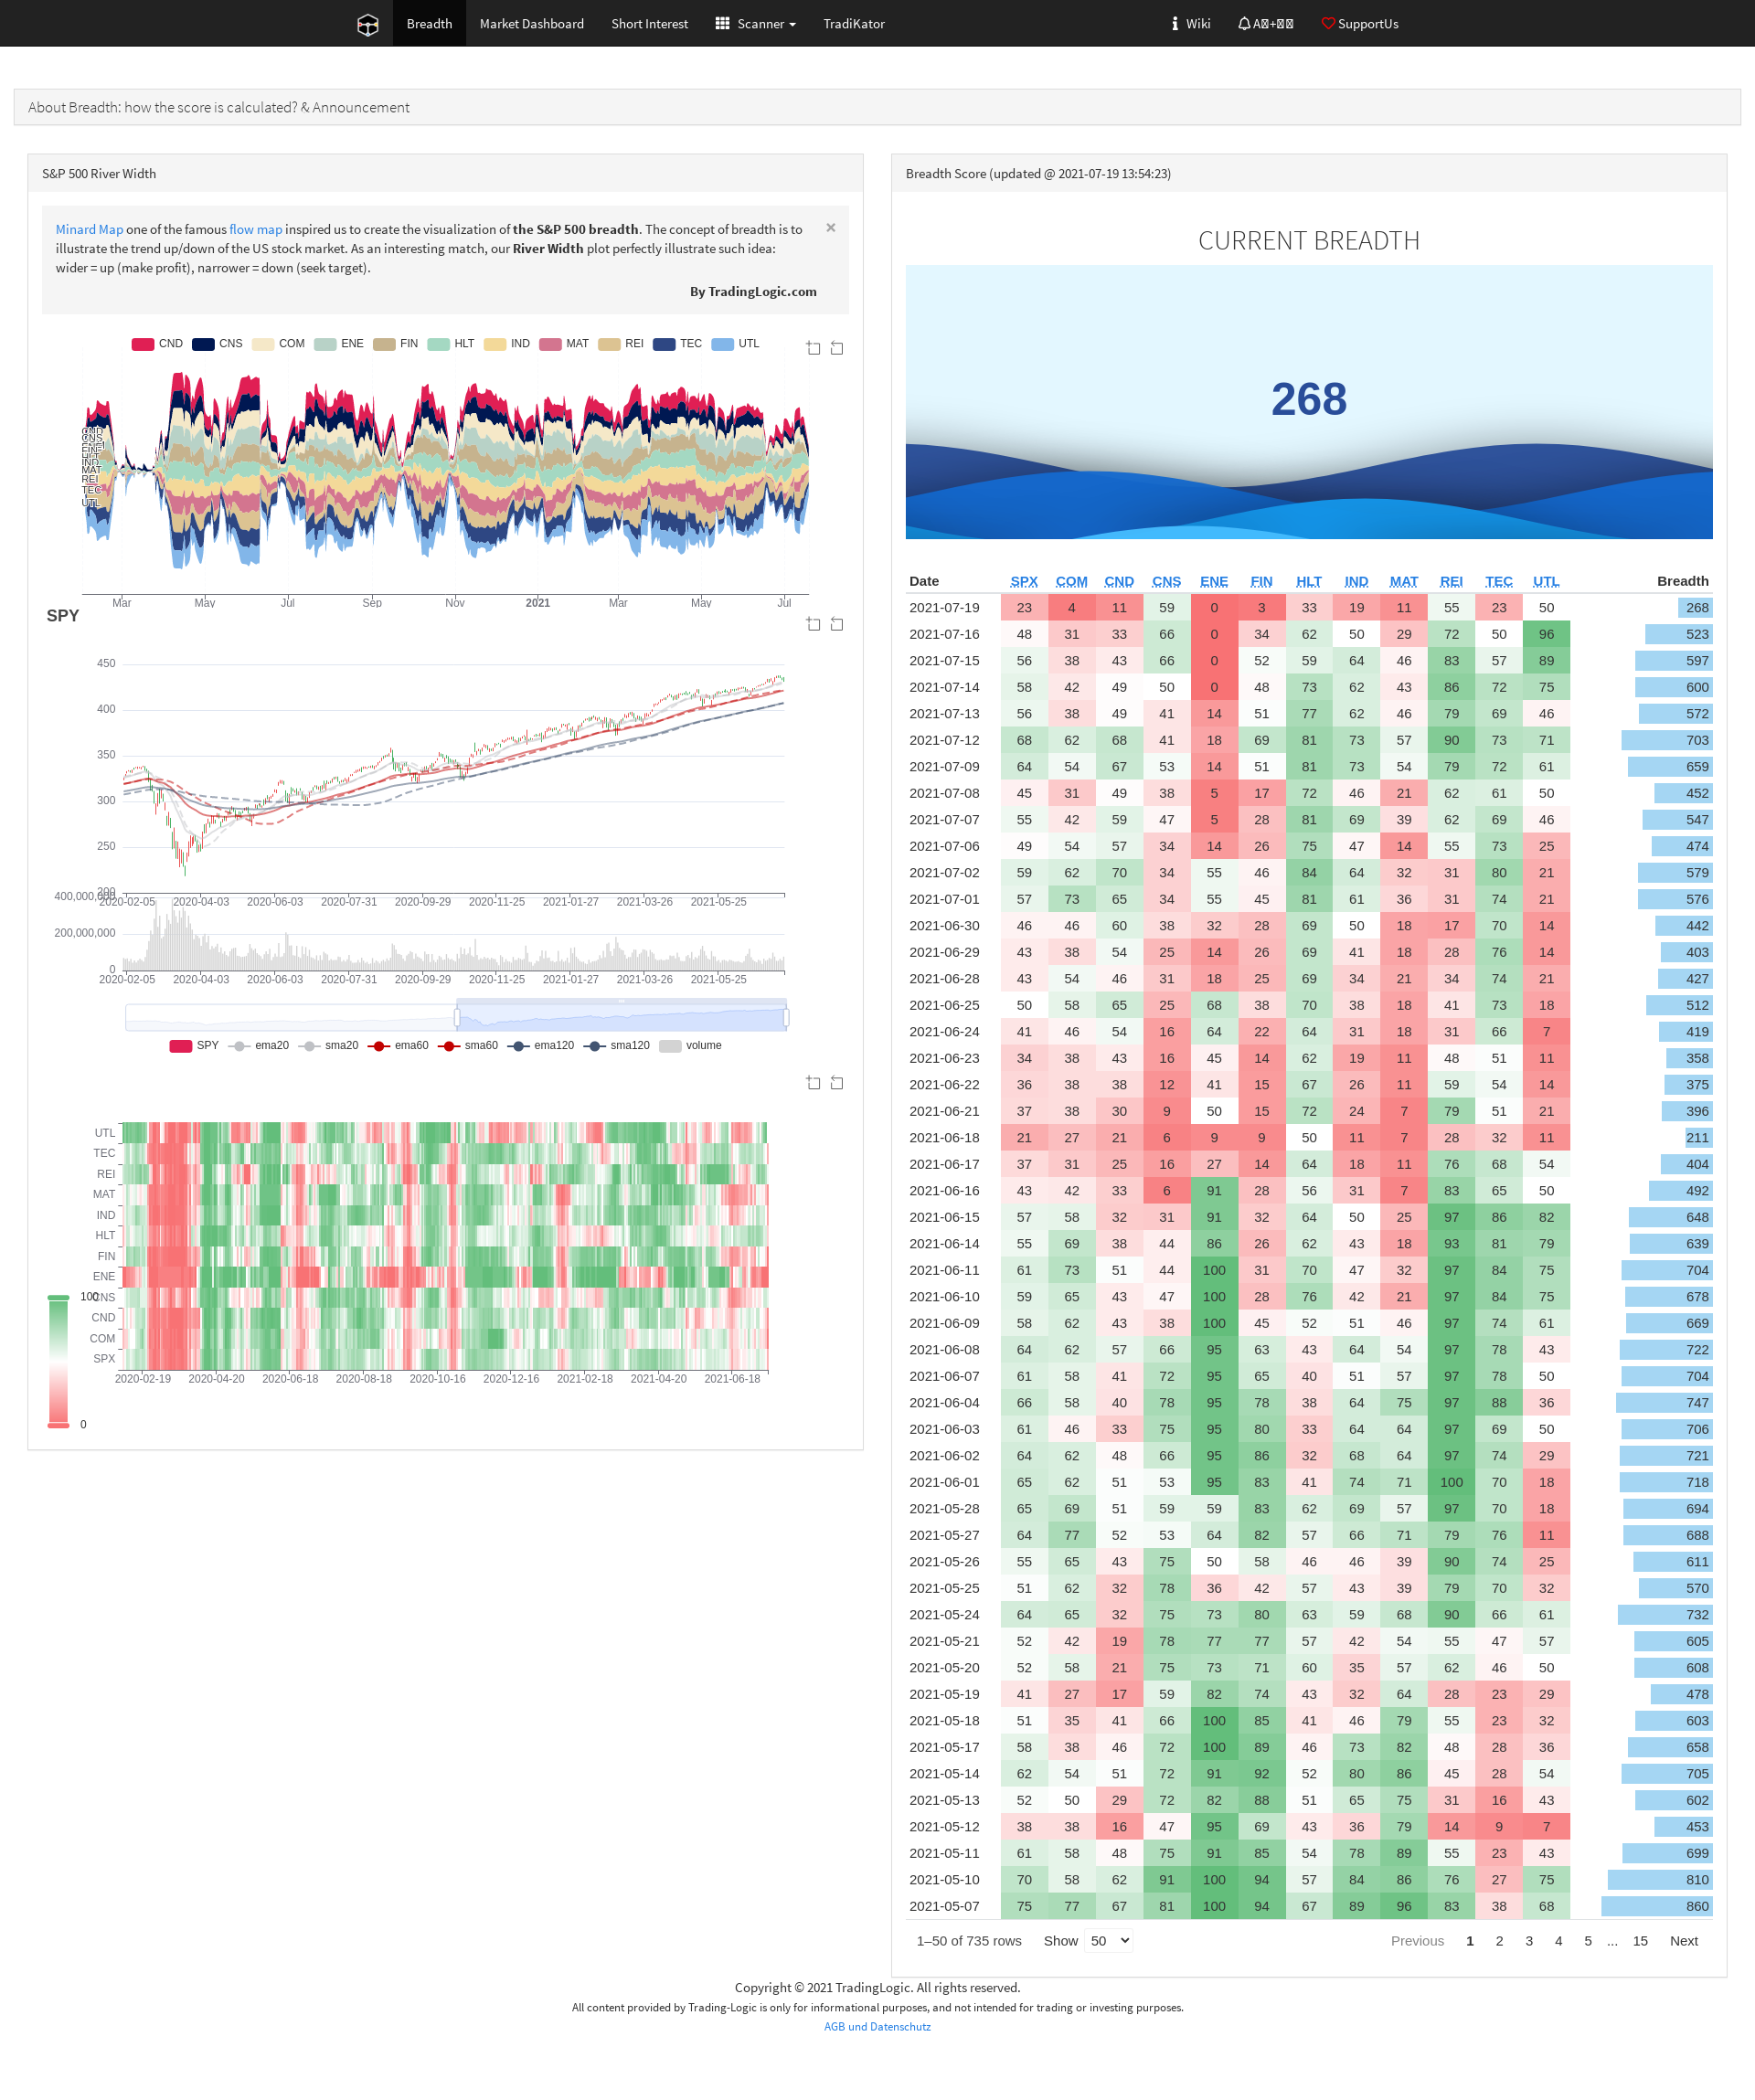 Breadth Market Dashboard Short Interest Scanner TradiKator Wiki SupportUs
About Breadth: how the score is calculated? & Announcement
S&P 500 River Width
Minard Map one of the famous flow map inspired us to create the visualization of the S&P 500 breadth. The concept of breadth is to
illustrate the trend up/down of the US stock market. As an interesting match, our River Width plot perfectly illustrate such idea:
wider = up (make profit), narrower = down (seek target).
×
By TradingLogic.com
CND CNS COM ENE FIN HLT IND MAT REI TEC UTL
CND
CNS
FIN
IND
MAT
REI
TEC
UTL
Mar May Jul Sep Nov 2021 Mar May Jul
SPY
450
400
350
300
250
200
2020-02-05 2020-04-03 2020-06-03 2020-07-31 2020-09-29 2020-11-25 2021-01-27 2021-03-26 2021-05-25
400,000,000
200,000,000
0
2020-02-05 2020-04-03 2020-06-03 2020-07-31 2020-09-29 2020-11-25 2021-01-27 2021-03-26 2021-05-25
SPY ema20 sma20 ema60 sma60 ema120 sma120 volume
UTL
TEC
REI
MAT
IND
HLT
FIN
ENE
CNS
CND
COM
SPX
2020-02-19 2020-04-20 2020-06-18 2020-08-18 2020-10-16 2020-12-16 2021-02-18 2021-04-20 2021-06-18
100
0
Breadth Score (updated @ 2021-07-19 13:54:23)
CURRENT BREADTH
268
Date SPX COM CND CNS ENE FIN HLT IND MAT REI TEC UTL Breadth
2021-07-19 23 4 11 59 0 3 33 19 11 55 23 50 268
2021-07-16 48 31 33 66 0 34 62 50 29 72 50 96 523
2021-07-15 56 38 43 66 0 52 59 64 46 83 57 89 597
2021-07-14 58 42 49 50 0 48 73 62 43 86 72 75 600
2021-07-13 56 38 49 41 14 51 77 62 46 79 69 46 572
2021-07-12 68 62 68 41 18 69 81 73 57 90 73 71 703
2021-07-09 64 54 67 53 14 51 81 73 54 79 72 61 659
2021-07-08 45 31 49 38 5 17 72 46 21 62 61 50 452
2021-07-07 55 42 59 47 5 28 81 69 39 62 69 46 547
2021-07-06 49 54 57 34 14 26 75 47 14 55 73 25 474
2021-07-02 59 62 70 34 55 46 84 64 32 31 80 21 579
2021-07-01 57 73 65 34 55 45 81 61 36 31 74 21 576
2021-06-30 46 46 60 38 32 28 69 50 18 17 70 14 442
2021-06-29 43 38 54 25 14 26 69 41 18 28 76 14 403
2021-06-28 43 54 46 31 18 25 69 34 21 34 74 21 427
2021-06-25 50 58 65 25 68 38 70 38 18 41 73 18 512
2021-06-24 41 46 54 16 64 22 64 31 18 31 66 7 419
2021-06-23 34 38 43 16 45 14 62 19 11 48 51 11 358
2021-06-22 36 38 38 12 41 15 67 26 11 59 54 14 375
2021-06-21 37 38 30 9 50 15 72 24 7 79 51 21 396
2021-06-18 21 27 21 6 9 9 50 11 7 28 32 11 211
2021-06-17 37 31 25 16 27 14 64 18 11 76 68 54 404
2021-06-16 43 42 33 6 91 28 56 31 7 83 65 50 492
2021-06-15 57 58 32 31 91 32 64 50 25 97 86 82 648
2021-06-14 55 69 38 44 86 26 62 43 18 93 81 79 639
2021-06-11 61 73 51 44 100 31 70 47 32 97 84 75 704
2021-06-10 59 65 43 47 100 28 76 42 21 97 84 75 678
2021-06-09 58 62 43 38 100 45 52 51 46 97 74 61 669
2021-06-08 64 62 57 66 95 63 43 64 54 97 78 43 722
2021-06-07 61 58 41 72 95 65 40 51 57 97 78 50 704
2021-06-04 66 58 40 78 95 78 38 64 75 97 88 36 747
2021-06-03 61 46 33 75 95 80 33 64 64 97 69 50 706
2021-06-02 64 62 48 66 95 86 32 68 64 97 74 29 721
2021-06-01 65 62 51 53 95 83 41 74 71 100 70 18 718
2021-05-28 65 69 51 59 59 83 62 69 57 97 70 18 694
2021-05-27 64 77 52 53 64 82 57 66 71 79 76 11 688
2021-05-26 55 65 43 75 50 58 46 46 39 90 74 25 611
2021-05-25 51 62 32 78 36 42 57 43 39 79 70 32 570
2021-05-24 64 65 32 75 73 80 63 59 68 90 66 61 732
2021-05-21 52 42 19 78 77 77 57 42 54 55 47 57 605
2021-05-20 52 58 21 75 73 71 60 35 57 62 46 50 608
2021-05-19 41 27 17 59 82 74 43 32 64 28 23 29 478
2021-05-18 51 35 41 66 100 85 41 46 79 55 23 32 603
2021-05-17 58 38 46 72 100 89 46 73 82 48 28 36 658
2021-05-14 62 54 51 72 91 92 52 80 86 45 28 54 705
2021-05-13 52 50 29 72 82 88 51 65 75 31 16 43 602
2021-05-12 38 38 16 47 95 69 43 36 79 14 9 7 453
2021-05-11 61 58 48 75 91 85 54 78 89 55 23 43 699
2021-05-10 70 58 62 91 100 94 57 84 86 76 27 75 810
2021-05-07 75 77 67 81 100 94 67 89 96 83 38 68 860
1–50 of 735 rows Show 50 Previous 1 2 3 4 5 ... 15 Next
Copyright © 2021 TradingLogic. All rights reserved.
All content provided by Trading-Logic is only for informational purposes, and not intended for trading or investing purposes.
AGB und Datenschutz